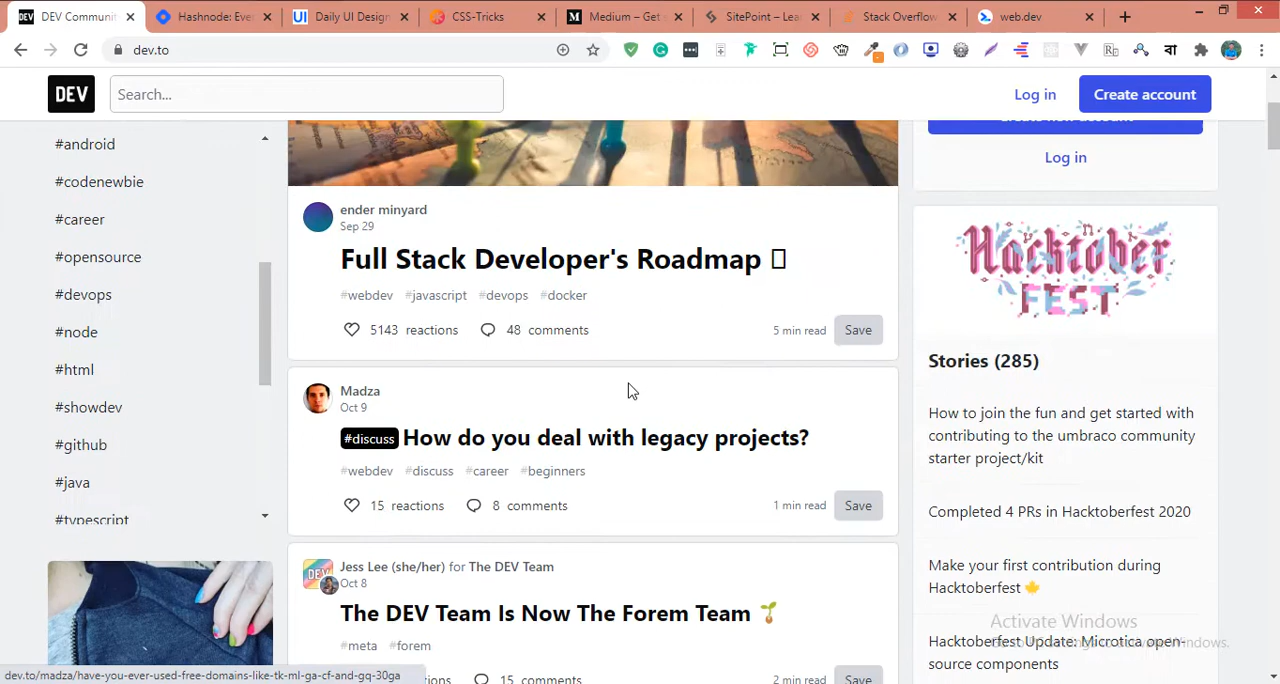 DEV Communit
Hashnode: Ever
UI Daily UI Design
CSS-Tricks
Medium – Get s
SitePoint – Lea
Stack Overflow
web.dev
dev.to
DEV
Search...
Log in
Create account
#android
#codenewbie
#career
#opensource
#devops
#node
#html
#showdev
#github
#java
#typescript
ender minyard
Sep 29
Full Stack Developer's Roadmap
#webdev #javascript #devops #docker
5143 reactions 48 comments 5 min read Save
Madza
Oct 9
#discuss How do you deal with legacy projects?
#webdev #discuss #career #beginners
15 reactions 8 comments 1 min read Save
Jess Lee (she/her) for The DEV Team
Oct 8
The DEV Team Is Now The Forem Team 🌱
#meta #forem
15 comments 2 min read Save
Log in
Hacktober
FEST
Stories (285)
How to join the fun and get started with
contributing to the umbraco community
starter project/kit
Completed 4 PRs in Hacktoberfest 2020
Make your first contribution during
Hacktoberfest 🍁
Hacktoberfest Update: Microtica open-
source components
Activate Windows
dev.to/madza/have-you-ever-used-free-domains-like-tk-ml-ga-cf-and-gq-30ga